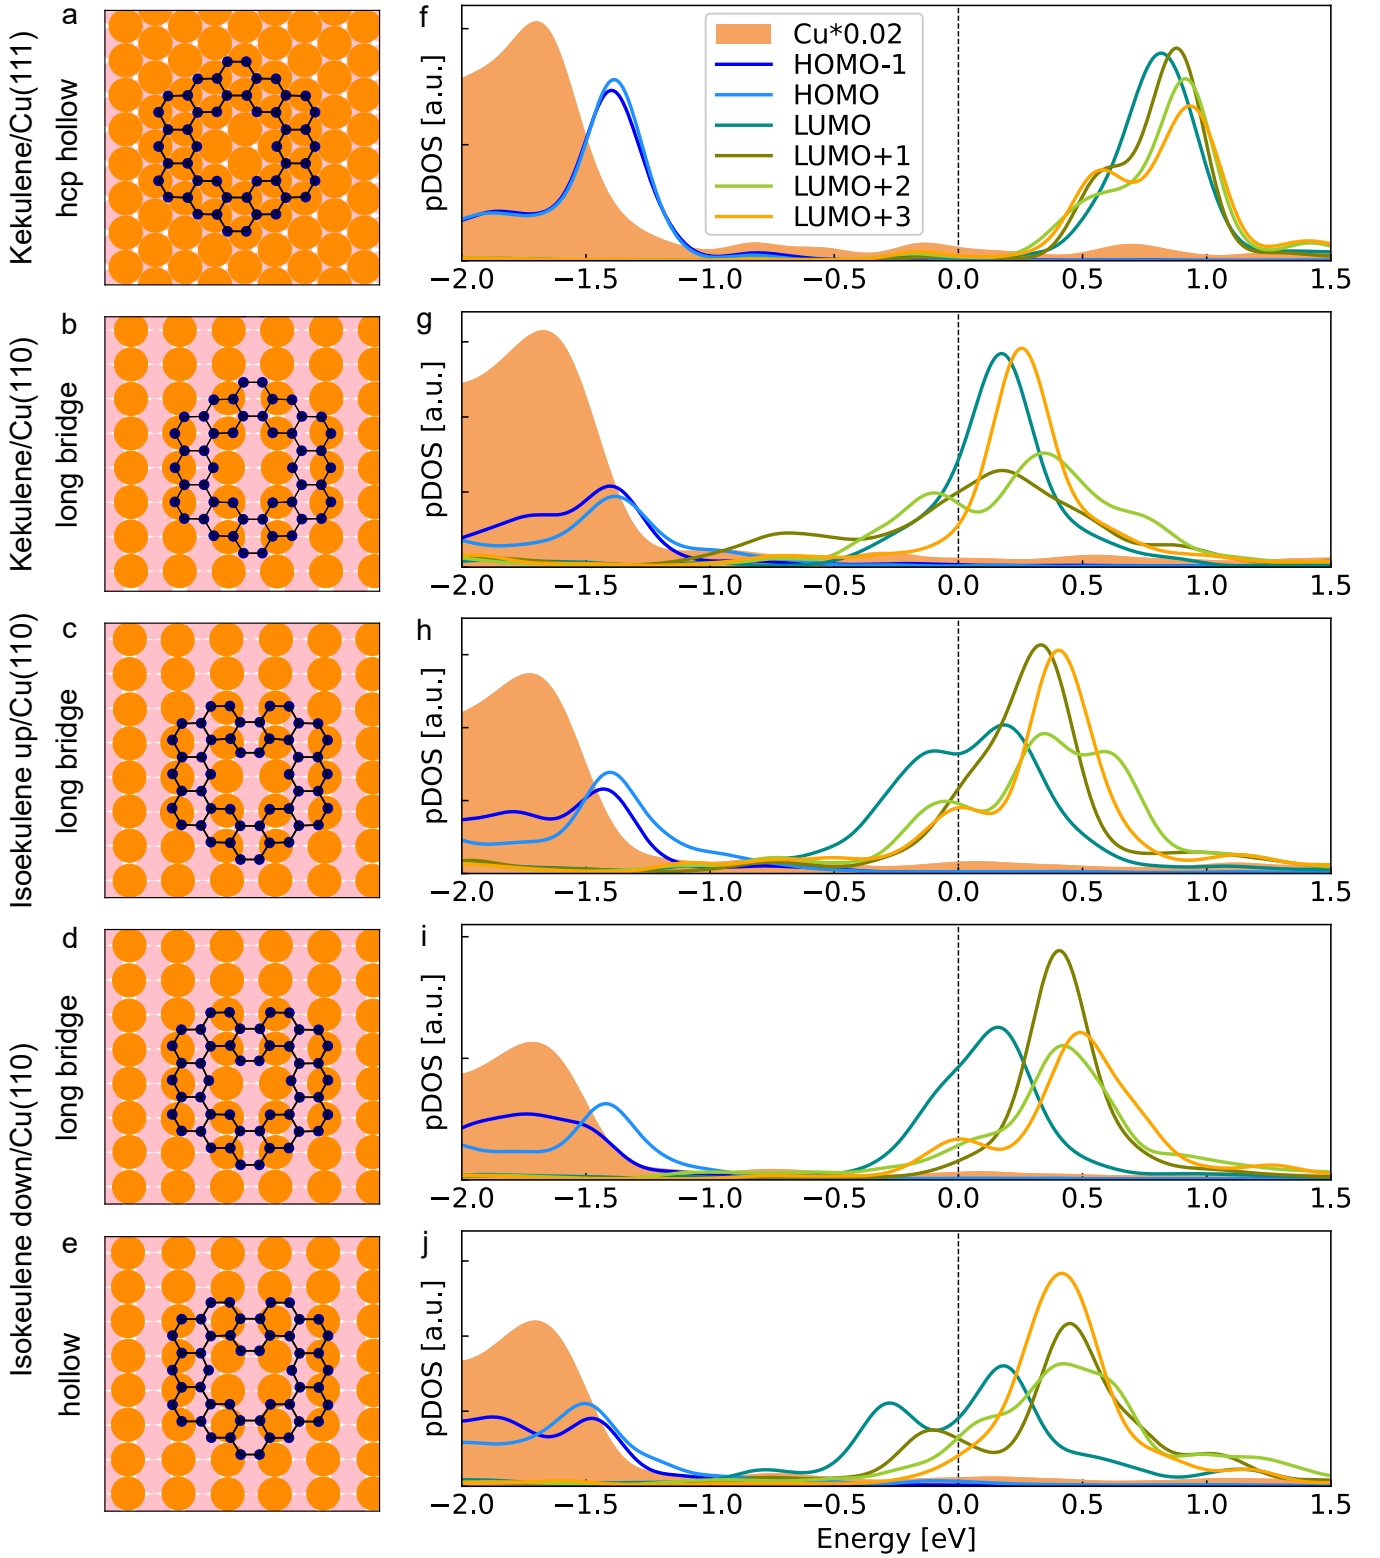 Kekulene/Cu(111)
hcp hollow
a
f
pDOS [a.u.]
Cu*0.02
HOMO-1
HOMO
LUMO
LUMO+1
LUMO+2
LUMO+3
−2.0 −1.5 −1.0 −0.5 0.0 0.5 1.0 1.5
Kekulene/Cu(110)
long bridge
b
g
pDOS [a.u.]
−2.0 −1.5 −1.0 −0.5 0.0 0.5 1.0 1.5
Isoekulene up/Cu(110)
long bridge
c
h
pDOS [a.u.]
−2.0 −1.5 −1.0 −0.5 0.0 0.5 1.0 1.5
Isokeulene down/Cu(110)
long bridge
d
i
pDOS [a.u.]
−2.0 −1.5 −1.0 −0.5 0.0 0.5 1.0 1.5
hollow
e
j
pDOS [a.u.]
−2.0 −1.5 −1.0 −0.5 0.0 0.5 1.0 1.5
Energy [eV]